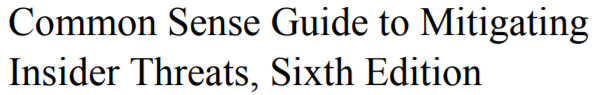 Common Sense Guide to Mitigating
Insider Threats, Sixth Edition